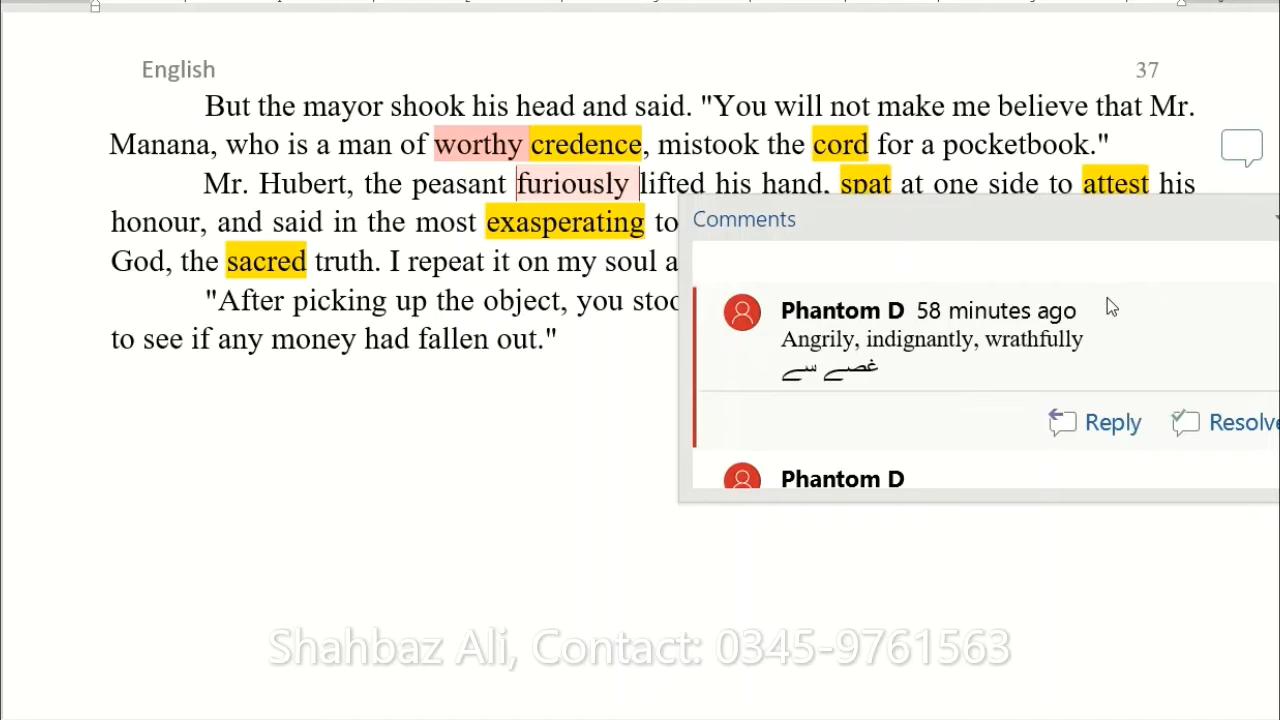 English 37
But the mayor shook his head and said. "You will not make me believe that Mr.
Manana, who is a man of worthy credence, mistook the cord for a pocketbook."
Mr. Hubert, the peasant furiously lifted his hand, spat at one side to attest his
honour, and said in the most exasperating to
God, the sacred truth. I repeat it on my soul a
"After picking up the object, you stoo
to see if any money had fallen out."
Comments
Phantom D 58 minutes ago
Angrily, indignantly, wrathfully
غصے سے
Reply Resolve
Phantom D
Shahbaz Ali, Contact: 0345-9761563